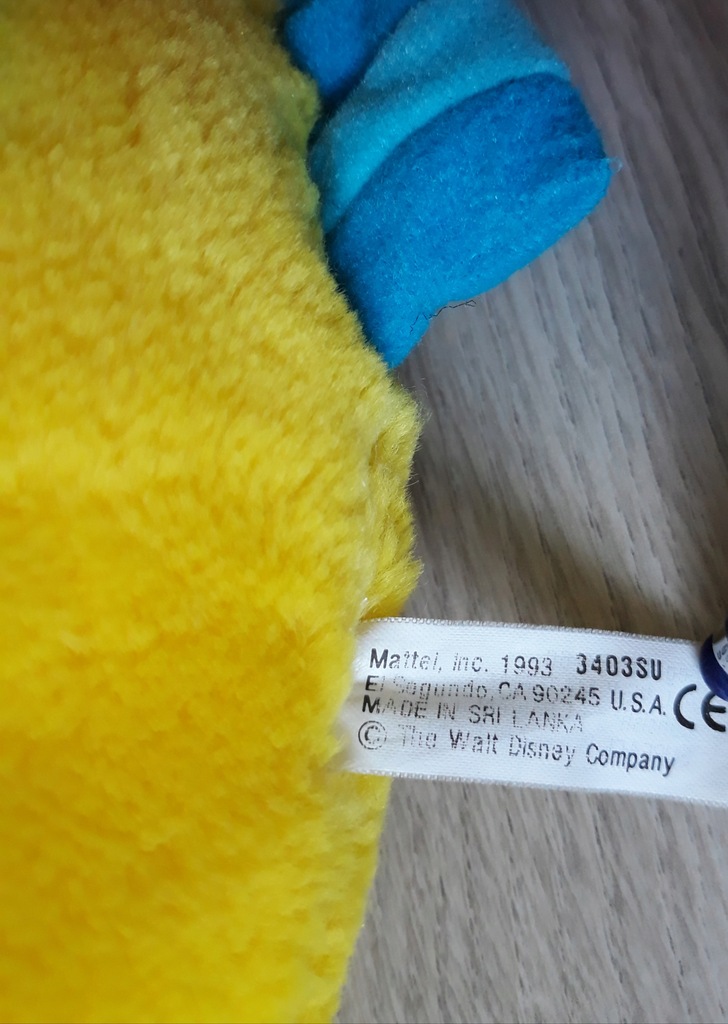 Mattel, Inc. 1993 3403SU
El Segundo, CA 90245 U.S.A. CE
MADE IN SRI LANKA
© The Walt Disney Company